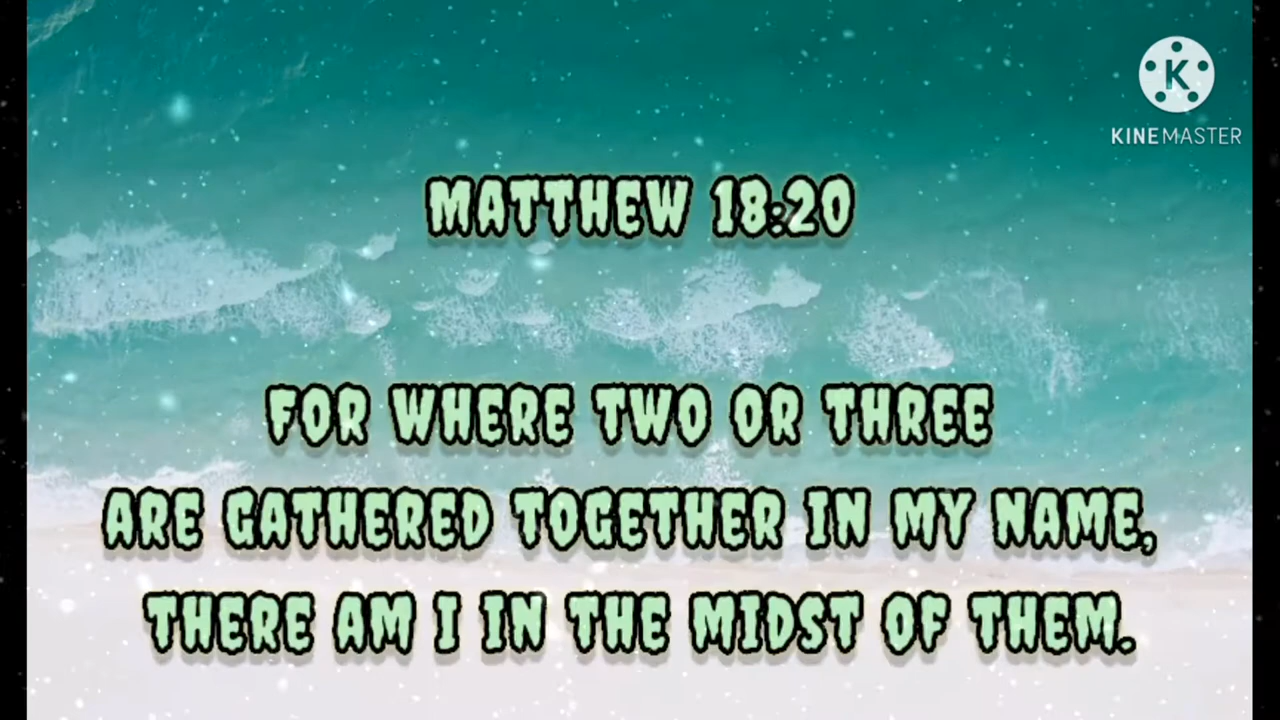 K
KINEMASTER
MATTHEW 18:20
FOR WHERE TWO OR THREE
ARE GATHERED TOGETHER IN MY NAME,
THERE AM I IN THE MIDST OF THEM.